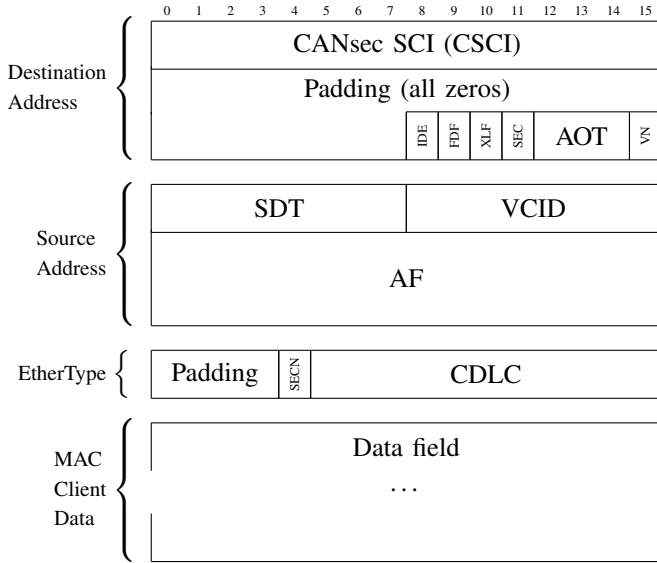 0 1 2 3 4 5 6 7 8 9 10 11 12 13 14 15
Destination
Address
CANsec SCI (CSCI)
Padding (all zeros)
IDE FDF XLF SEC AOT VN
Source
Address
SDT VCID
AF
EtherType Padding SECN CDLC
MAC
Client
Data
Data field
...